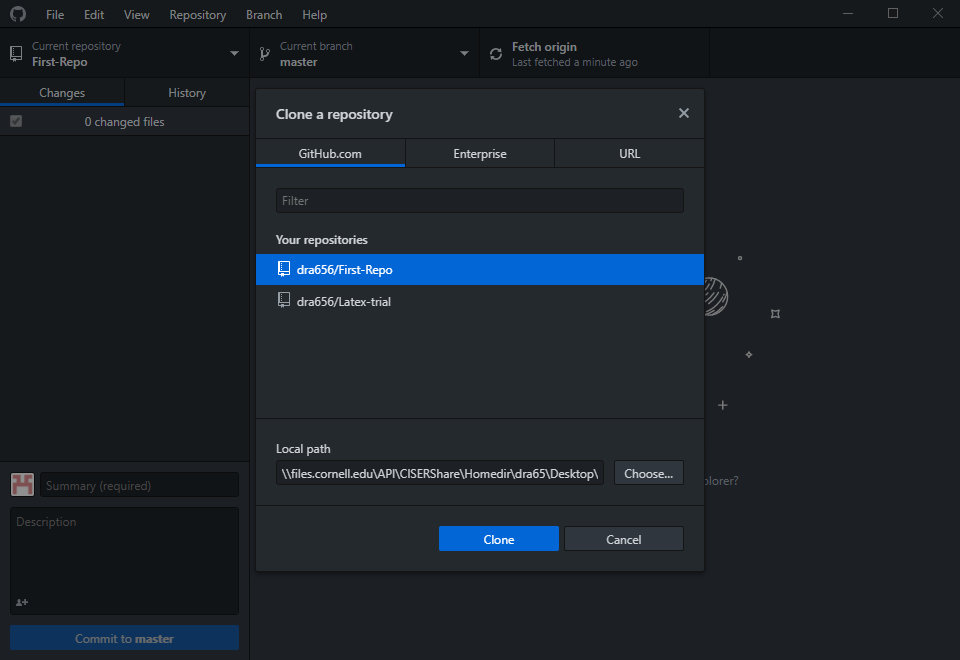 File Edit View Repository Branch Help
Current repository
First-Repo
Current branch
master
Fetch origin
Last fetched a minute ago
Changes History
0 changed files
Clone a repository
GitHub.com Enterprise URL
Filter
Your repositories
dra656/First-Repo
dra656/Latex-trial
Local path
\\files.cornell.edu\API\CISERShare\Homedir\dra65\Desktop\
Choose...
plorer?
Summary (required)
Description
Clone Cancel
Commit to master